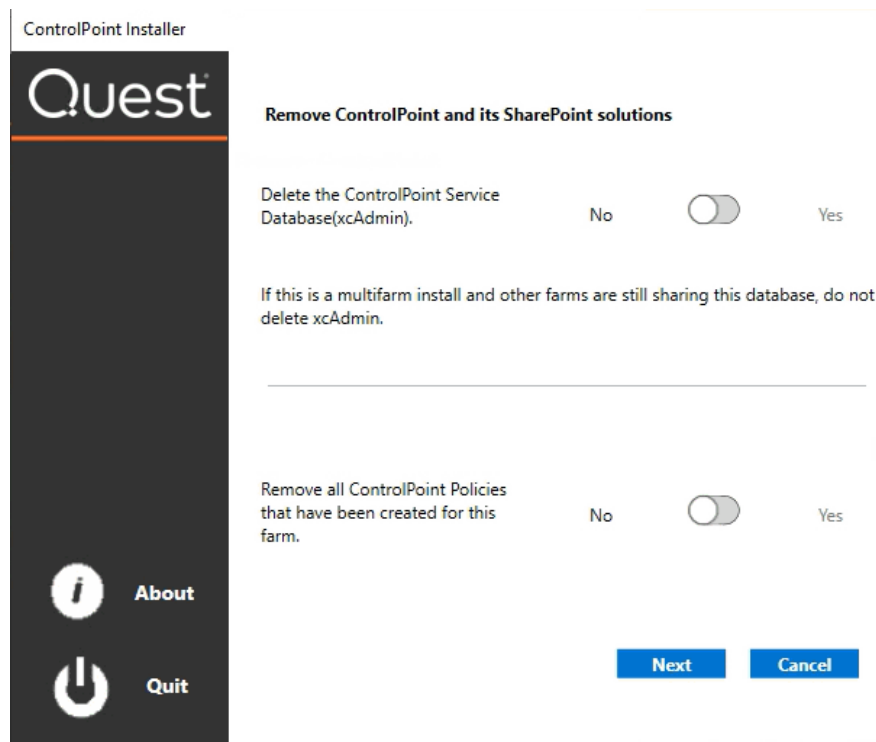 ControlPoint Installer
Quest
Remove ControlPoint and its SharePoint solutions
Delete the ControlPoint Service
Database(xcAdmin).
No
Yes
If this is a multifarm install and other farms are still sharing this database, do not
delete xcAdmin.
Remove all ControlPoint Policies
that have been created for this
farm.
No
Yes
About
Quit
Next
Cancel